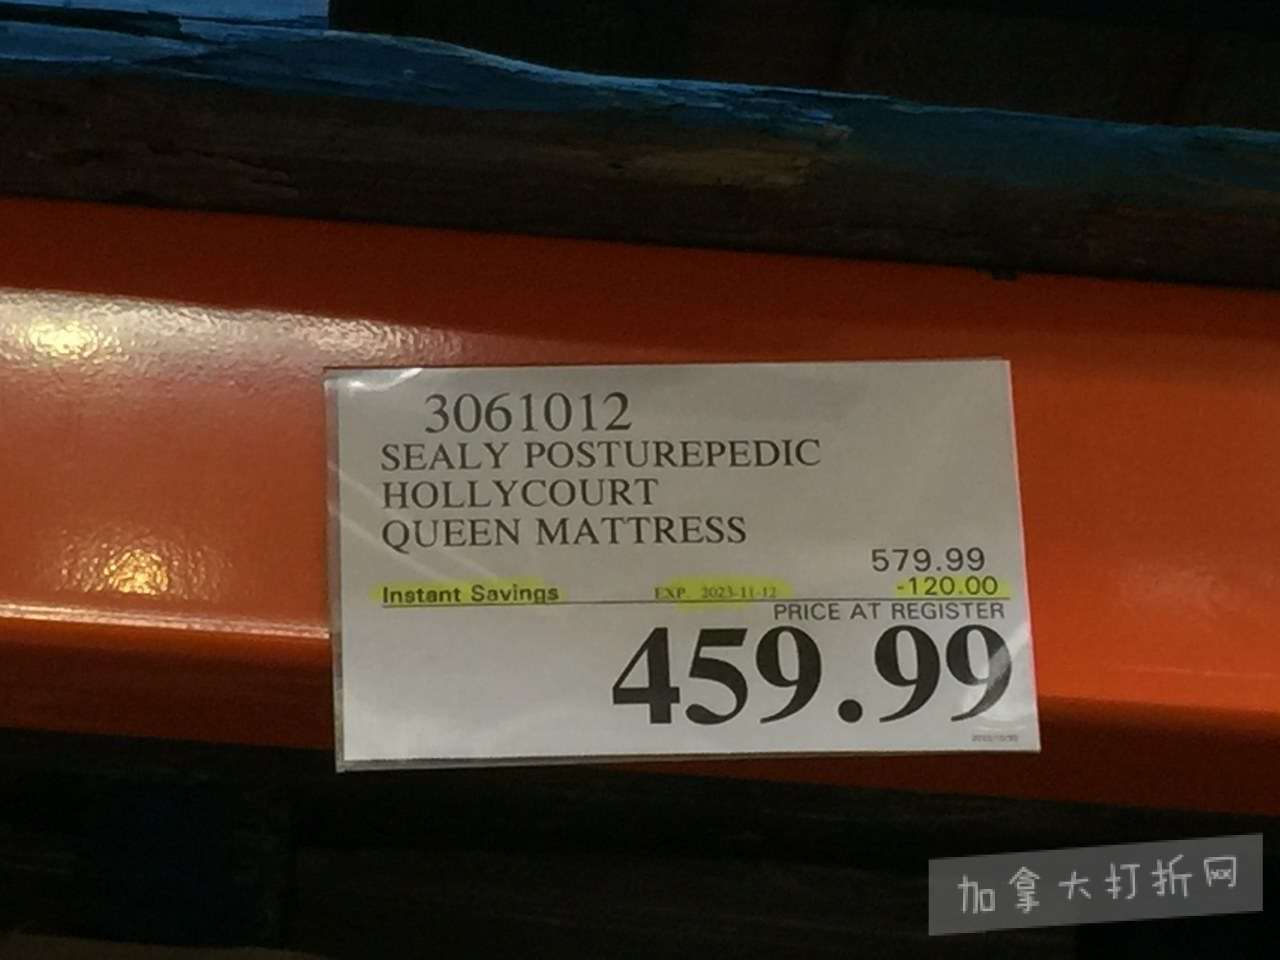 3061012
SEALY POSTUREPEDIC
HOLLYCOURT
QUEEN MATTRESS
579.99
Instant Savings EXP. 2023-11-12 -120.00
PRICE AT REGISTER
459.99
加拿大打折网